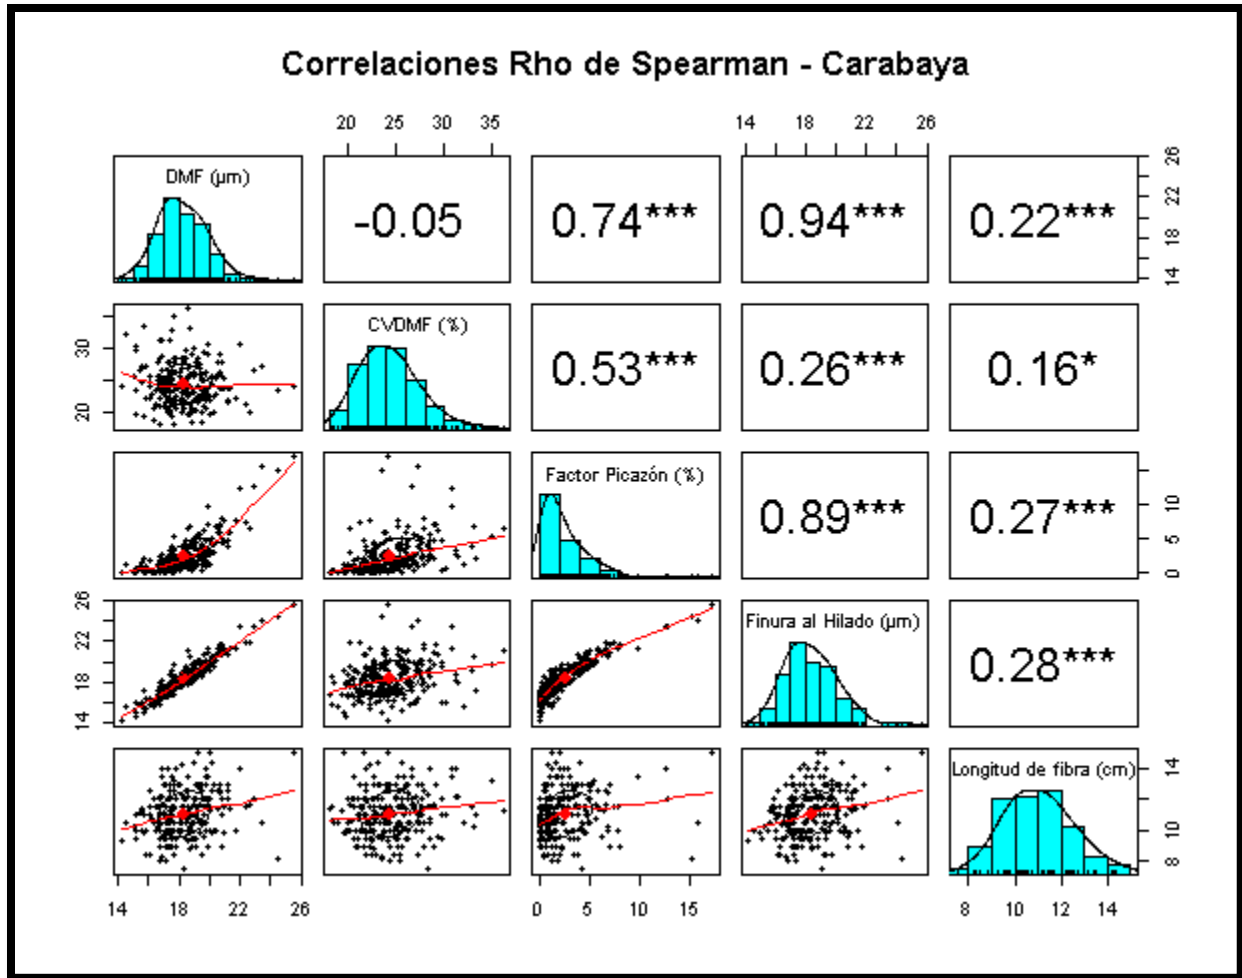 Correlaciones Rho de Spearman - Carabaya
20 25 30 35
14 18 22 26
DMF (µm)
-0.05
0.74***
0.94***
0.22***
14 18 22 26
20 30
CVDMF (%)
0.53***
0.26***
0.16*
Factor Picazón (%)
0.89***
0.27***
0 5 10
14 18 22 26
Finura al Hilado (µm)
0.28***
Longitud de fibra (cm)
8 10 14
14 18 22 26
0 5 10 15
8 10 12 14